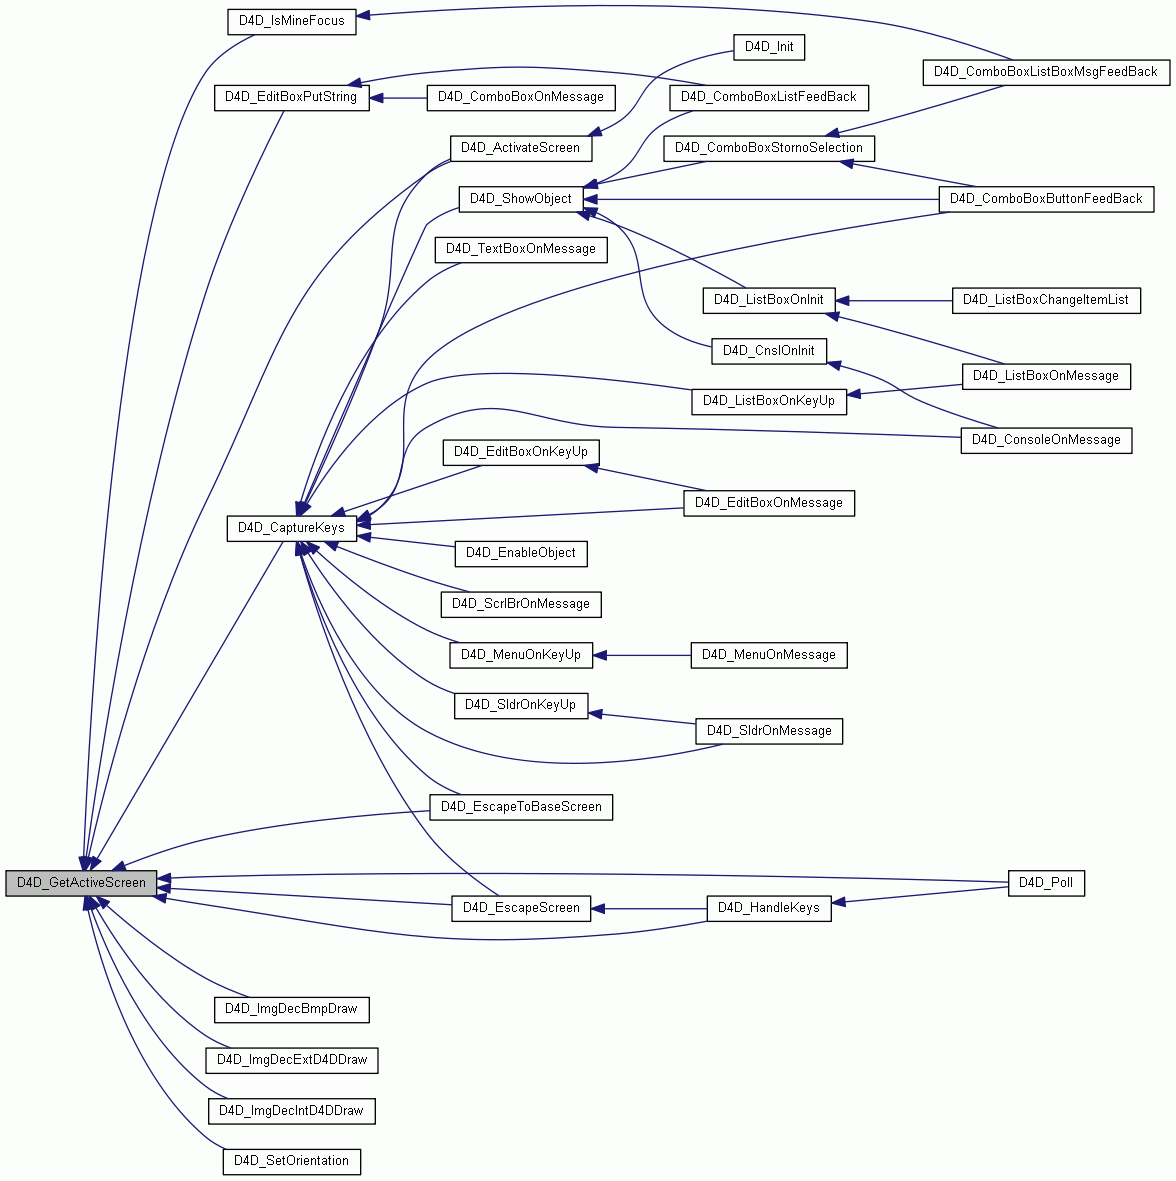 D4D_IsMineFocus
D4D_Init
D4D_ComboBoxListBoxMsgFeedBack
D4D_EditBoxPutString
D4D_ComboBoxOnMessage
D4D_ComboBoxListFeedBack
D4D_ActivateScreen
D4D_ComboBoxStornoSelection
D4D_ShowObject
D4D_ComboBoxButtonFeedBack
D4D_TextBoxOnMessage
D4D_ListBoxOnInit
D4D_ListBoxChangeItemList
D4D_CnslOnInit
D4D_ListBoxOnMessage
D4D_ListBoxOnKeyUp
D4D_ConsoleOnMessage
D4D_EditBoxOnKeyUp
D4D_EditBoxOnMessage
D4D_CaptureKeys
D4D_EnableObject
D4D_ScrlBrOnMessage
D4D_MenuOnKeyUp
D4D_MenuOnMessage
D4D_SldrOnKeyUp
D4D_SldrOnMessage
D4D_EscapeToBaseScreen
D4D_GetActiveScreen
D4D_Poll
D4D_EscapeScreen
D4D_HandleKeys
D4D_ImgDecBmpDraw
D4D_ImgDecExtD4DDraw
D4D_ImgDecIntD4DDraw
D4D_SetOrientation